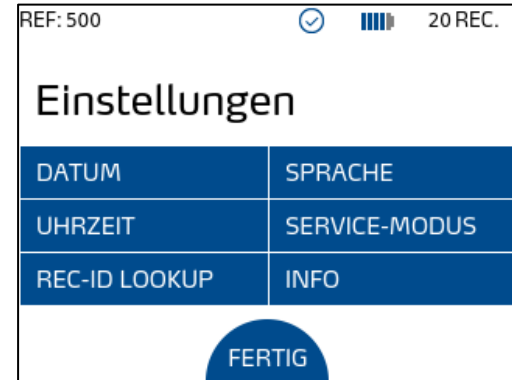 REF: 500 20 REC.
Einstellungen
DATUM SPRACHE
UHRZEIT SERVICE-MODUS
REC-ID LOOKUP INFO
FERTIG